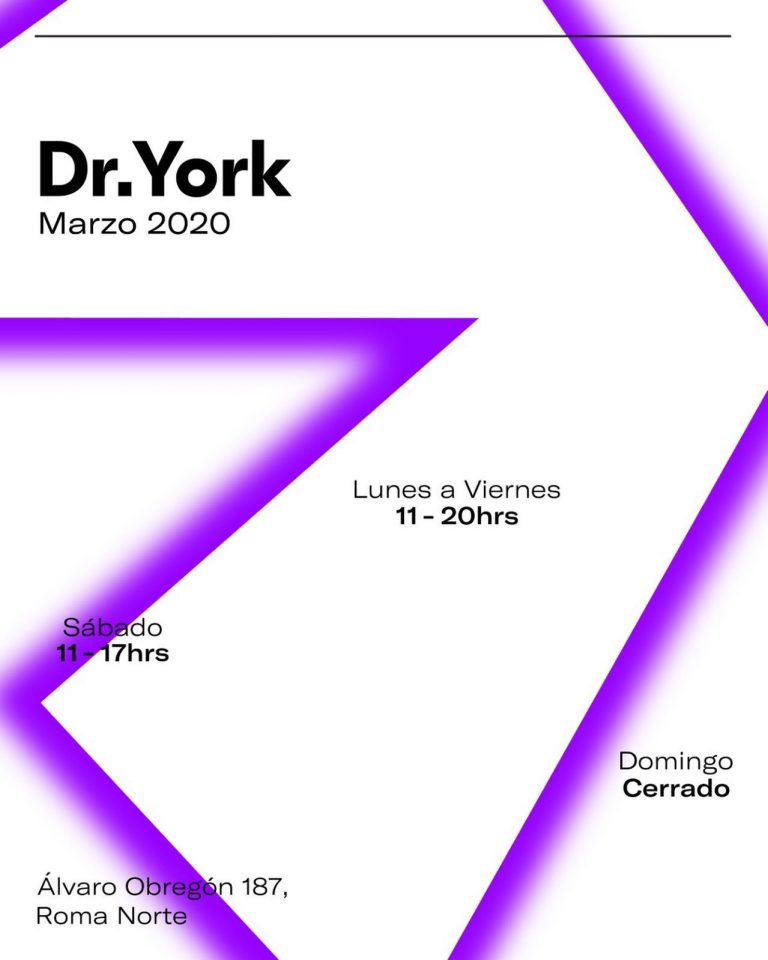 Dr.York
Marzo 2020
Lunes a Viernes
11 – 20hrs
Sábado
11 – 17hrs
Domingo
Cerrado
Álvaro Obregón 187,
Roma Norte